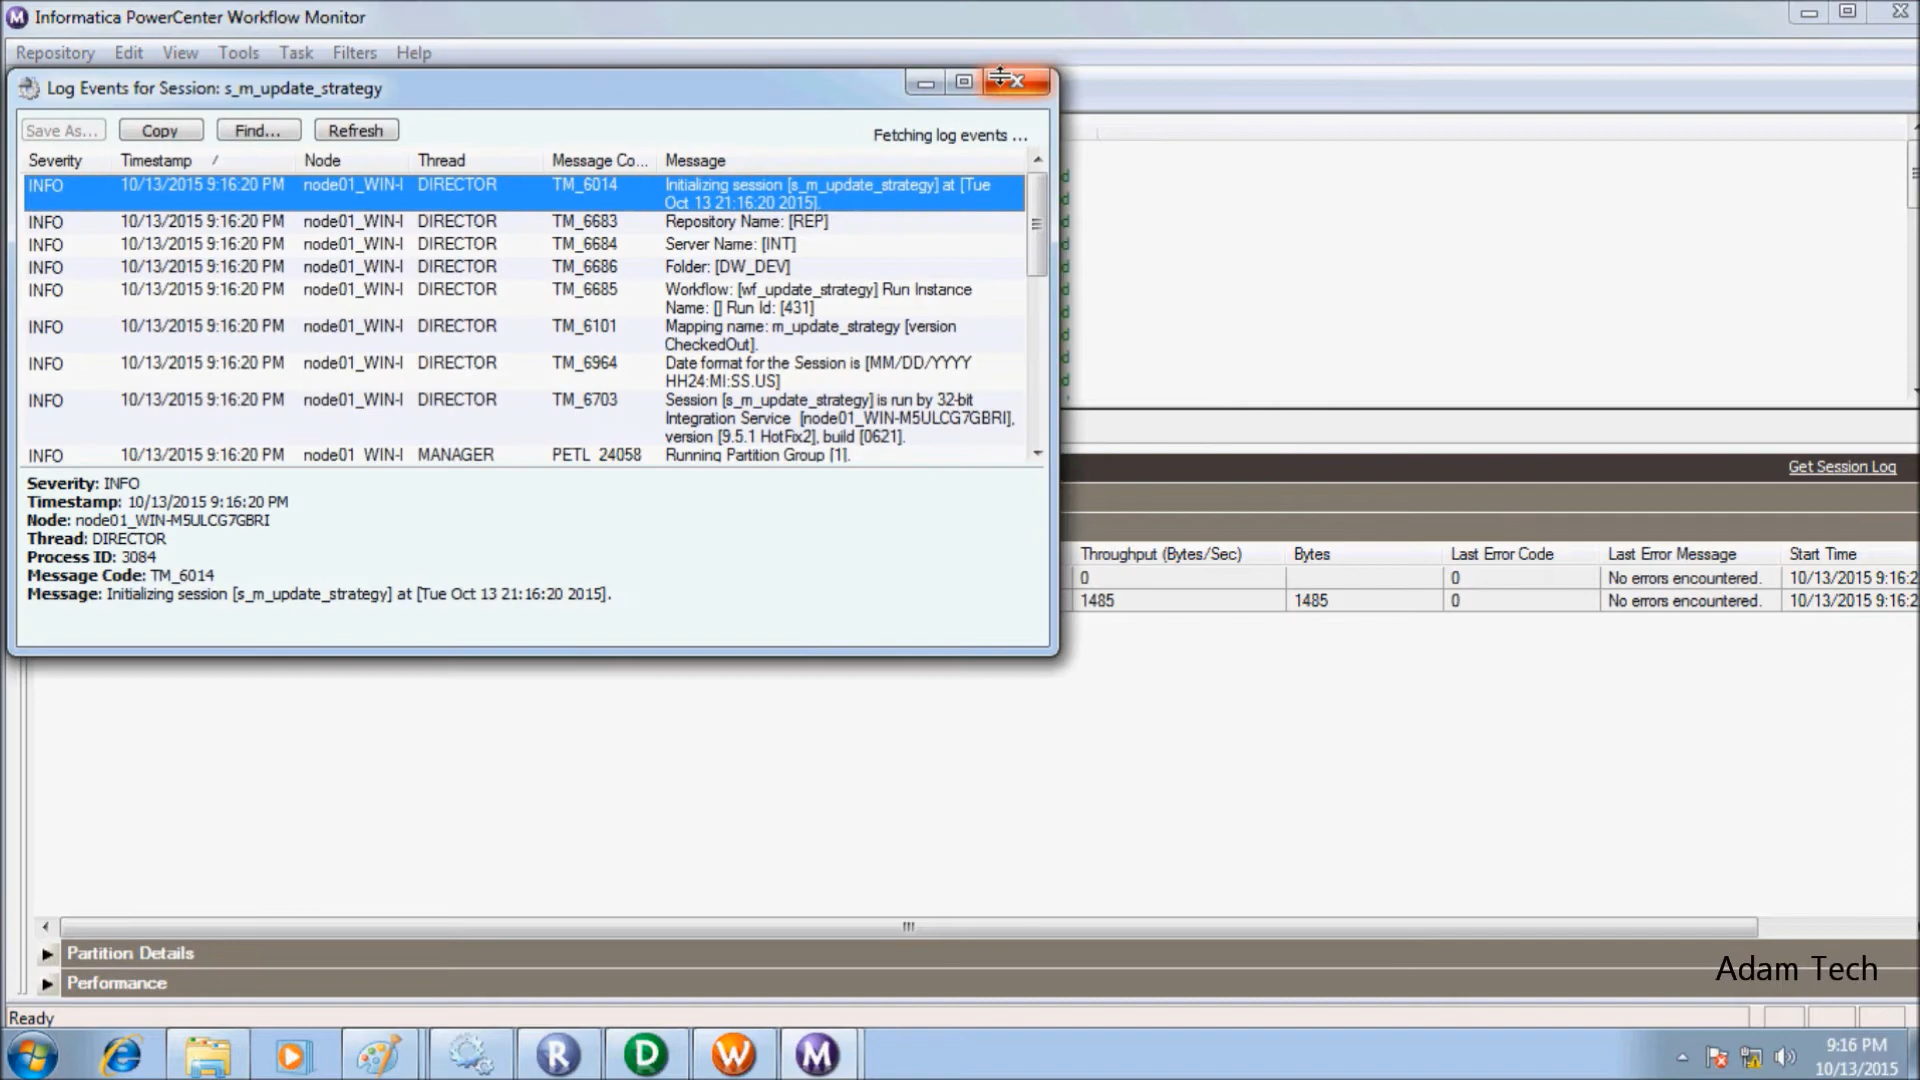 Informatica PowerCenter Workflow Monitor
Repository Edit View Tools Task Filters Help
Log Events for Session: s_m_update_strategy
Save As... Copy Find... Refresh Fetching log events ...
Severity Timestamp / Node Thread Message Co... Message
INFO 10/13/2015 9:16:20 PM node01_WIN-I DIRECTOR TM_6014 Initializing session [s_m_update_strategy] at [Tue
Oct 13 21:16:20 2015].
INFO 10/13/2015 9:16:20 PM node01_WIN-I DIRECTOR TM_6683 Repository Name: [REP]
INFO 10/13/2015 9:16:20 PM node01_WIN-I DIRECTOR TM_6684 Server Name: [INT]
INFO 10/13/2015 9:16:20 PM node01_WIN-I DIRECTOR TM_6686 Folder: [DW_DEV]
INFO 10/13/2015 9:16:20 PM node01_WIN-I DIRECTOR TM_6685 Workflow: [wf_update_strategy] Run Instance
Name: [] Run Id: [431]
INFO 10/13/2015 9:16:20 PM node01_WIN-I DIRECTOR TM_6101 Mapping name: m_update_strategy [version
CheckedOut].
INFO 10/13/2015 9:16:20 PM node01_WIN-I DIRECTOR TM_6964 Date format for the Session is [MM/DD/YYYY
HH24:MI:SS.US]
INFO 10/13/2015 9:16:20 PM node01_WIN-I DIRECTOR TM_6703 Session [s_m_update_strategy] is run by 32-bit
Integration Service [node01_WIN-M5ULCG7GBRI],
version [9.5.1 HotFix2], build [0621].
INFO 10/13/2015 9:16:20 PM node01_WIN-I MANAGER PETL_24058 Running Partition Group [1].
Severity: INFO
Timestamp: 10/13/2015 9:16:20 PM
Node: node01_WIN-M5ULCG7GBRI
Thread: DIRECTOR
Process ID: 3084
Message Code: TM_6014
Message: Initializing session [s_m_update_strategy] at [Tue Oct 13 21:16:20 2015].
Get Session Log
Throughput (Bytes/Sec) Bytes Last Error Code Last Error Message Start Time
0 0 No errors encountered. 10/13/2015 9:16:2
1485 1485 0 No errors encountered. 10/13/2015 9:16:2
Partition Details
Performance
Adam Tech
Ready
R D W M
9:16 PM
10/13/2015